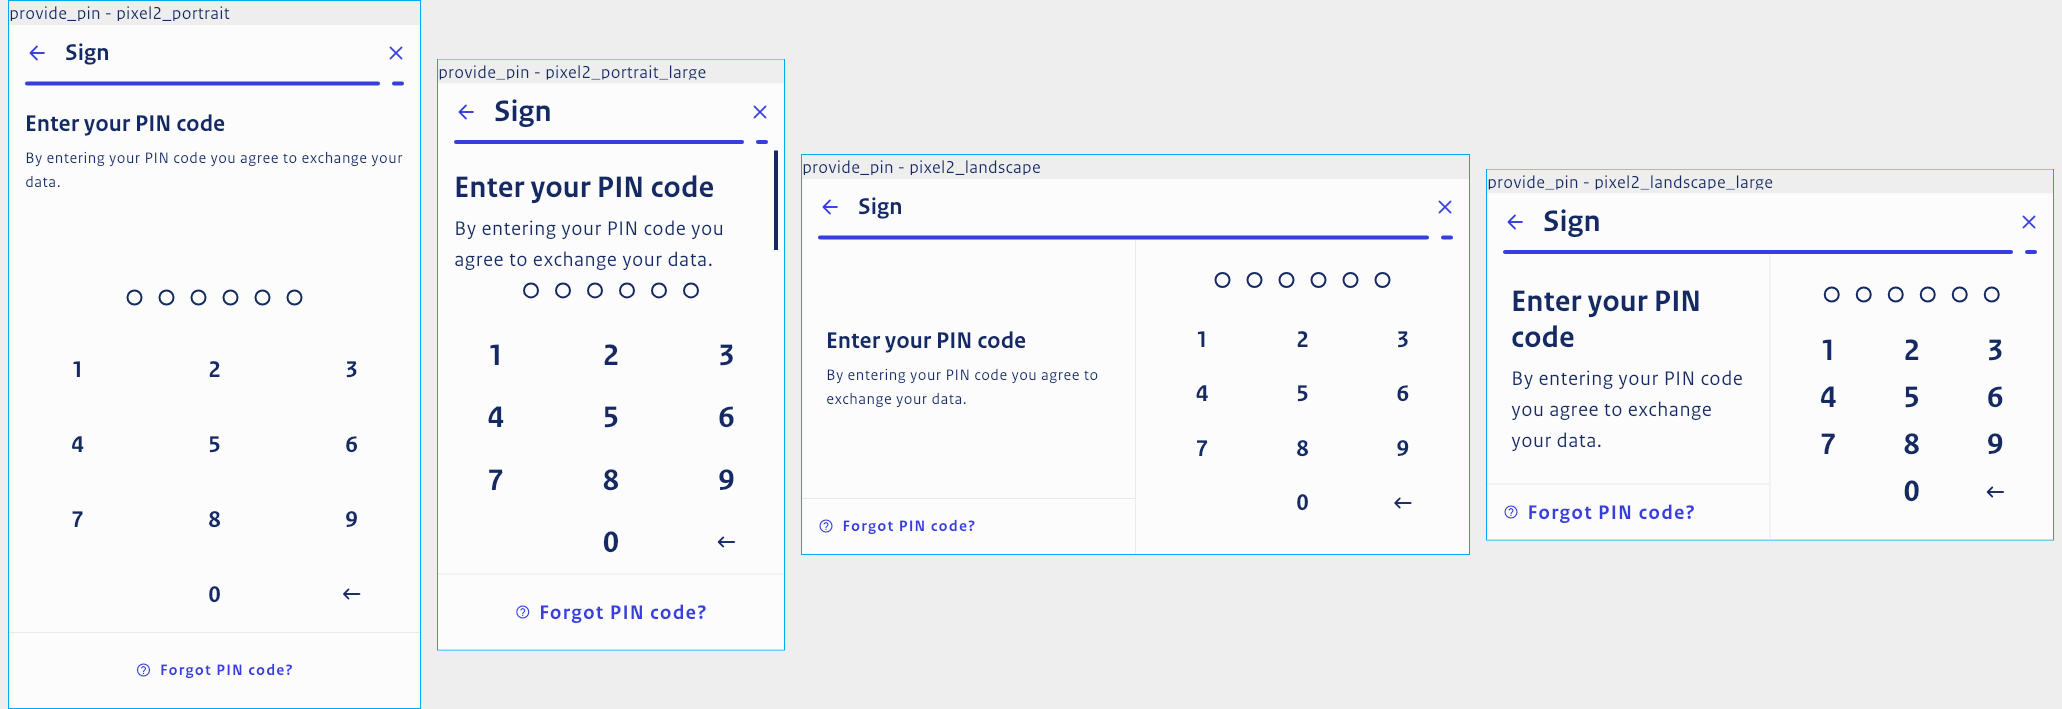 provide_pin - pixel2_portrait
Sign
Enter your PIN code
By entering your PIN code you agree to exchange your
data.
1 2 3
4 5 6
7 8 9
0 ←
Forgot PIN code?
provide_pin - pixel2_portrait_large
Sign
Enter your PIN code
By entering your PIN code you
agree to exchange your data.
1 2 3
4 5 6
7 8 9
0 ←
Forgot PIN code?
provide_pin - pixel2_landscape
Sign
Enter your PIN code
By entering your PIN code you agree to
exchange your data.
Forgot PIN code?
1 2 3
4 5 6
7 8 9
0 ←
provide_pin - pixel2_landscape_large
Sign
Enter your PIN
code
By entering your PIN code
you agree to exchange
your data.
Forgot PIN code?
1 2 3
4 5 6
7 8 9
0 ←